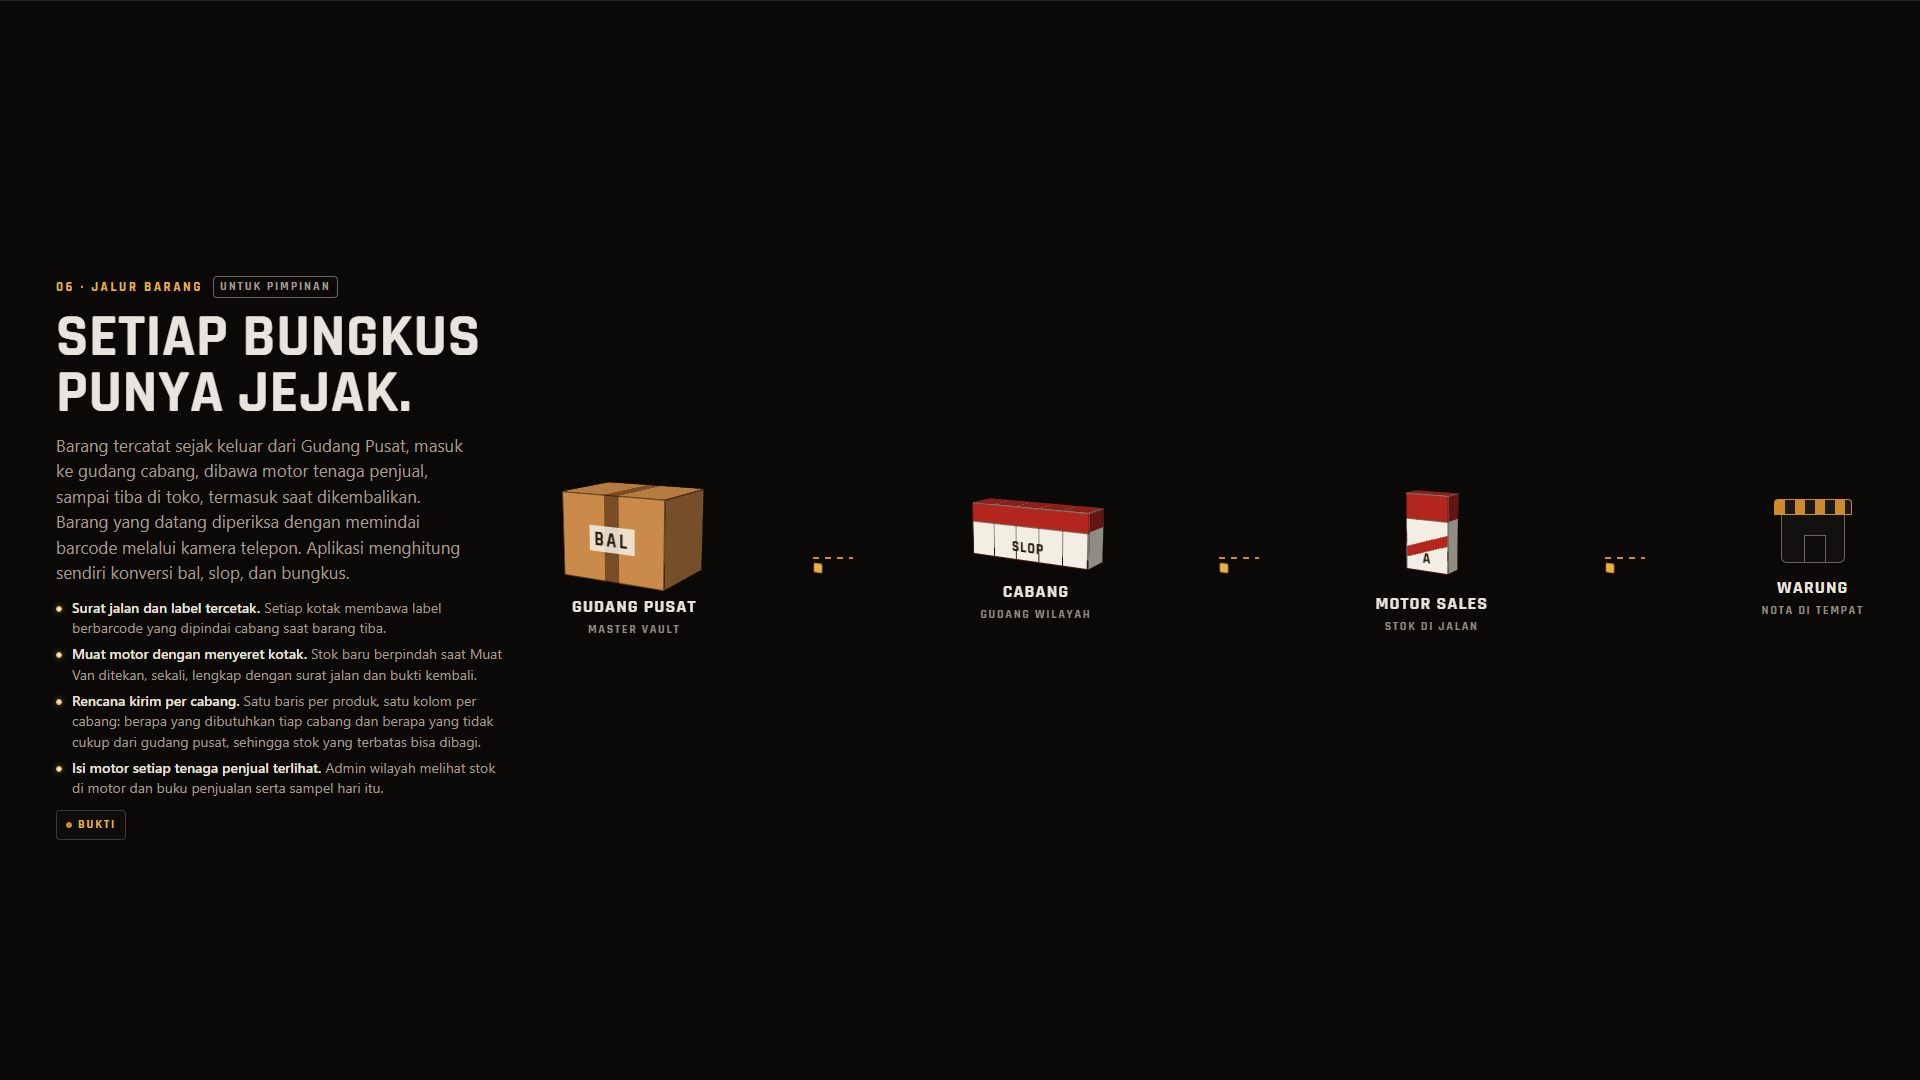 06 · JALUR BARANG
UNTUK PIMPINAN
SETIAP BUNGKUS
PUNYA JEJAK.
Barang tercatat sejak keluar dari Gudang Pusat, masuk
ke gudang cabang, dibawa motor tenaga penjual,
sampai tiba di toko, termasuk saat dikembalikan.
Barang yang datang diperiksa dengan memindai
barcode melalui kamera telepon. Aplikasi menghitung
sendiri konversi bal, slop, dan bungkus.
Surat jalan dan label tercetak. Setiap kotak membawa label
berbarcode yang dipindai cabang saat barang tiba.
Muat motor dengan menyeret kotak. Stok baru berpindah saat Muat
Van ditekan, sekali, lengkap dengan surat jalan dan bukti kembali.
Rencana kirim per cabang. Satu baris per produk, satu kolom per
cabang: berapa yang dibutuhkan tiap cabang dan berapa yang tidak
cukup dari gudang pusat, sehingga stok yang terbatas bisa dibagi.
Isi motor setiap tenaga penjual terlihat. Admin wilayah melihat stok
di motor dan buku penjualan serta sampel hari itu.
BUKTI
BAL
GUDANG PUSAT
MASTER VAULT
SLOP
CABANG
GUDANG WILAYAH
A
MOTOR SALES
STOK DI JALAN
WARUNG
NOTA DI TEMPAT